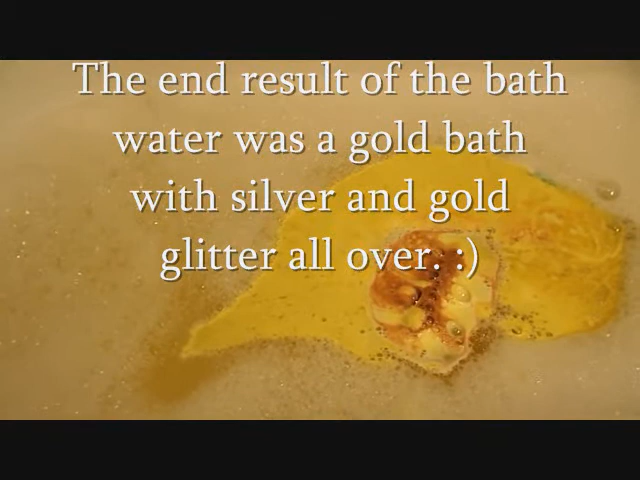 The end result of the bath
water was a gold bath
with silver and gold
glitter all over. :)